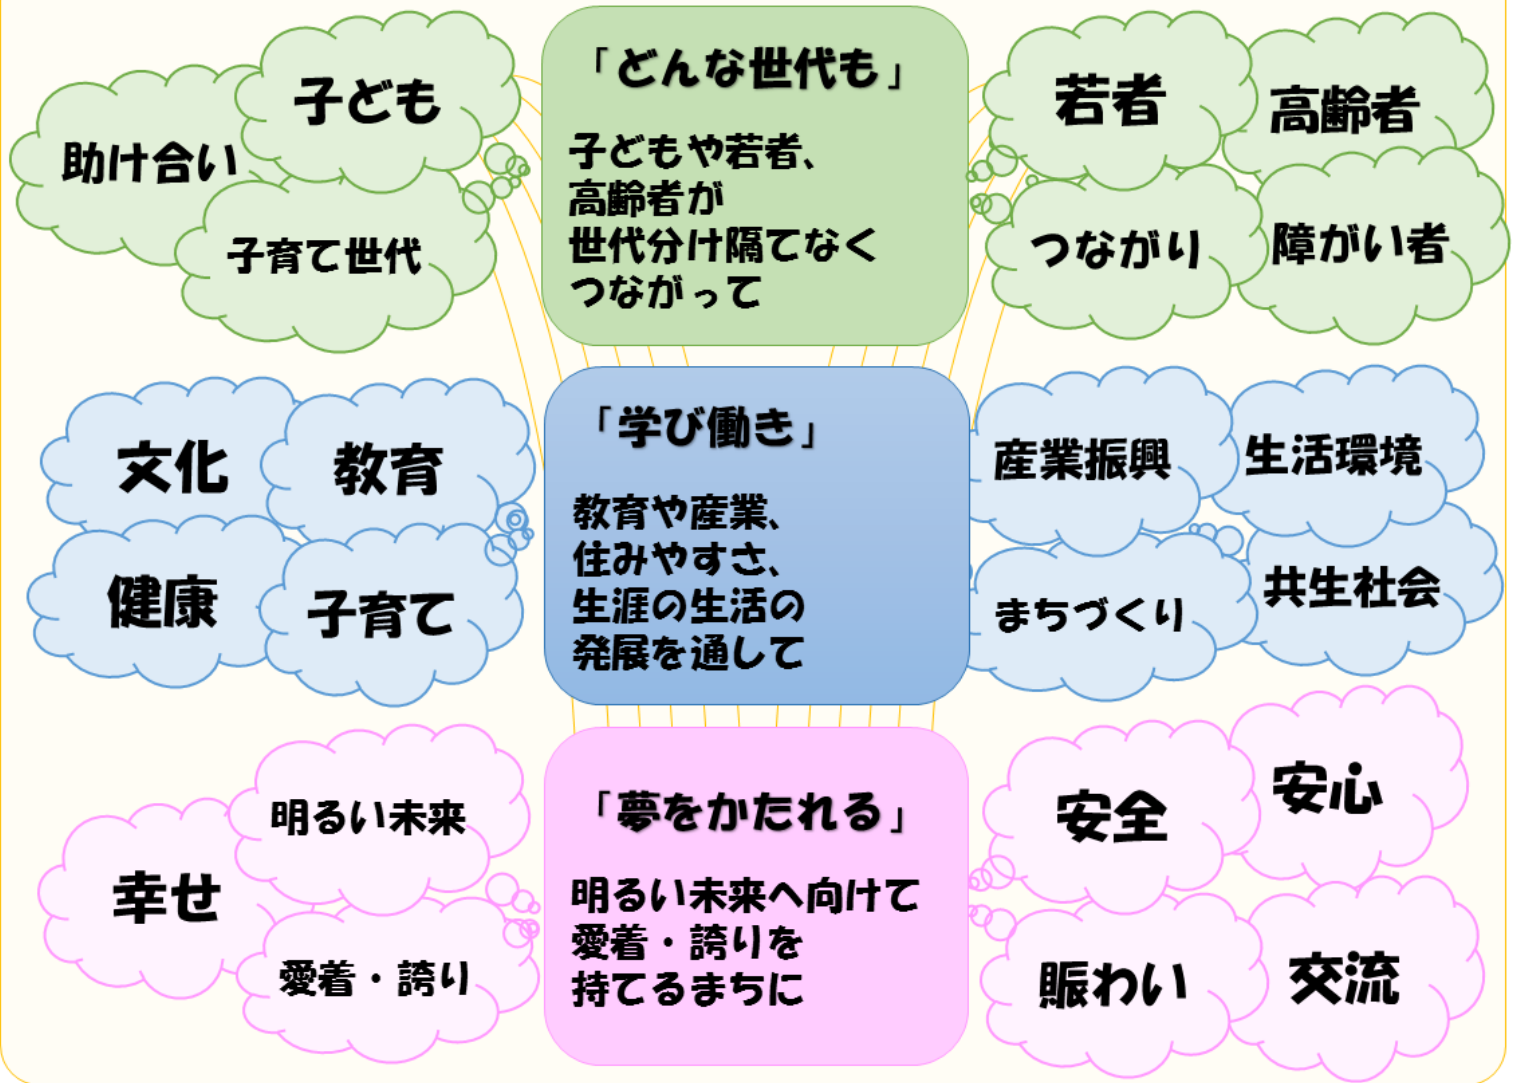 子ども
助け合い
子育て世代
「どんな世代も」
子どもや若者、
高齢者が
世代分け隔てなく
つながって
若者
高齢者
つながり
障がい者
文化
教育
健康
子育て
「学び働き」
教育や産業、
住みやすさ、
生涯の生活の
発展を通して
産業振興
生活環境
まちづくり
共生社会
明るい未来
幸せ
愛着・誇り
「夢をかたれる」
明るい未来へ向けて
愛着・誇りを
持てるまちに
安全
安心
賑わい
交流